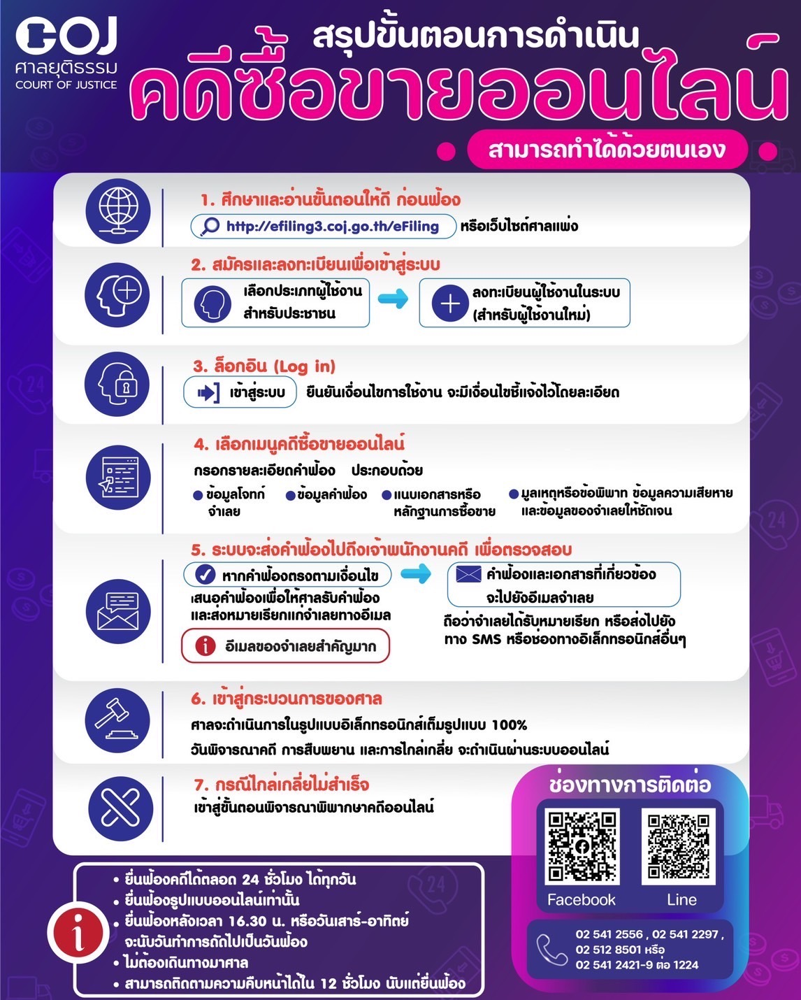 COJ
ศาลยุติธรรม
COURT OF JUSTICE
สรุปขั้นตอนการดำเนิน
คดีซื้อขายออนไลน์
สามารถทำได้ด้วยตนเอง
1. ศึกษาและอ่านขั้นตอนให้ดี ก่อนฟ้อง
http://efiling3.coj.go.th/eFiling หรือเว็บไซต์ศาลแพ่ง
2. สมัครและลงทะเบียนเพื่อเข้าสู่ระบบ
เลือกประเภทผู้ใช้งาน
สำหรับประชาชน
ลงทะเบียนผู้ใช้งานในระบบ
(สำหรับผู้ใช้งานใหม่)
3. ล็อกอิน (Log in)
เข้าสู่ระบบ ยืนยันเงื่อนไขการใช้งาน จะมีเงื่อนไขชี้แจ้งไว้โดยละเอียด
4. เลือกเมนูคดีซื้อขายออนไลน์
กรอกรายละเอียดคำฟ้อง ประกอบด้วย
ข้อมูลโจทก์
จำเลย
ข้อมูลคำฟ้อง
แนบเอกสารหรือ
หลักฐานการซื้อขาย
มูลเหตุหรือข้อพิพาท ข้อมูลความเสียหาย
และข้อมูลของจำเลยให้ชัดเจน
5. ระบบจะส่งคำฟ้องไปถึงเจ้าพนักงานคดี เพื่อตรวจสอบ
หากคำฟ้องตรงตามเงื่อนไข
เสนอคำฟ้องเพื่อให้ศาลรับคำฟ้อง
และส่งหมายเรียกแก่จำเลยทางอีเมล
อีเมลของจำเลยสำคัญมาก
คำฟ้องและเอกสารที่เกี่ยวข้อง
จะไปยังอีเมลจำเลย
ถือว่าจำเลยได้รับหมายเรียก หรือส่งไปยัง
ทาง SMS หรือช่องทางอิเล็กทรอนิกส์อื่นๆ
6. เข้าสู่กระบวนการของศาล
ศาลจะดำเนินการในรูปแบบอิเล็กทรอนิกส์เต็มรูปแบบ 100%
วันพิจารณาคดี การสืบพยาน และการไกล่เกลี่ย จะดำเนินผ่านระบบออนไลน์
7. กรณีไกล่เกลี่ยไม่สำเร็จ
เข้าสู่ขั้นตอนพิจารณาพิพากษาคดีออนไลน์
• ยื่นฟ้องคดีได้ตลอด 24 ชั่วโมง ได้ทุกวัน
• ยื่นฟ้องรูปแบบออนไลน์เท่านั้น
• ยื่นฟ้องหลังเวลา 16.30 น. หรือวันเสาร์-อาทิตย์
จะนับวันทำการถัดไปเป็นวันฟ้อง
• ไม่ต้องเดินทางมาศาล
• สามารถติดตามความคืบหน้าได้ใน 12 ชั่วโมง นับแต่ยื่นฟ้อง
ช่องทางการติดต่อ
Facebook
Line
02 541 2556 , 02 541 2297 ,
02 512 8501 หรือ
02 541 2421-9 ต่อ 1224
24
24
24